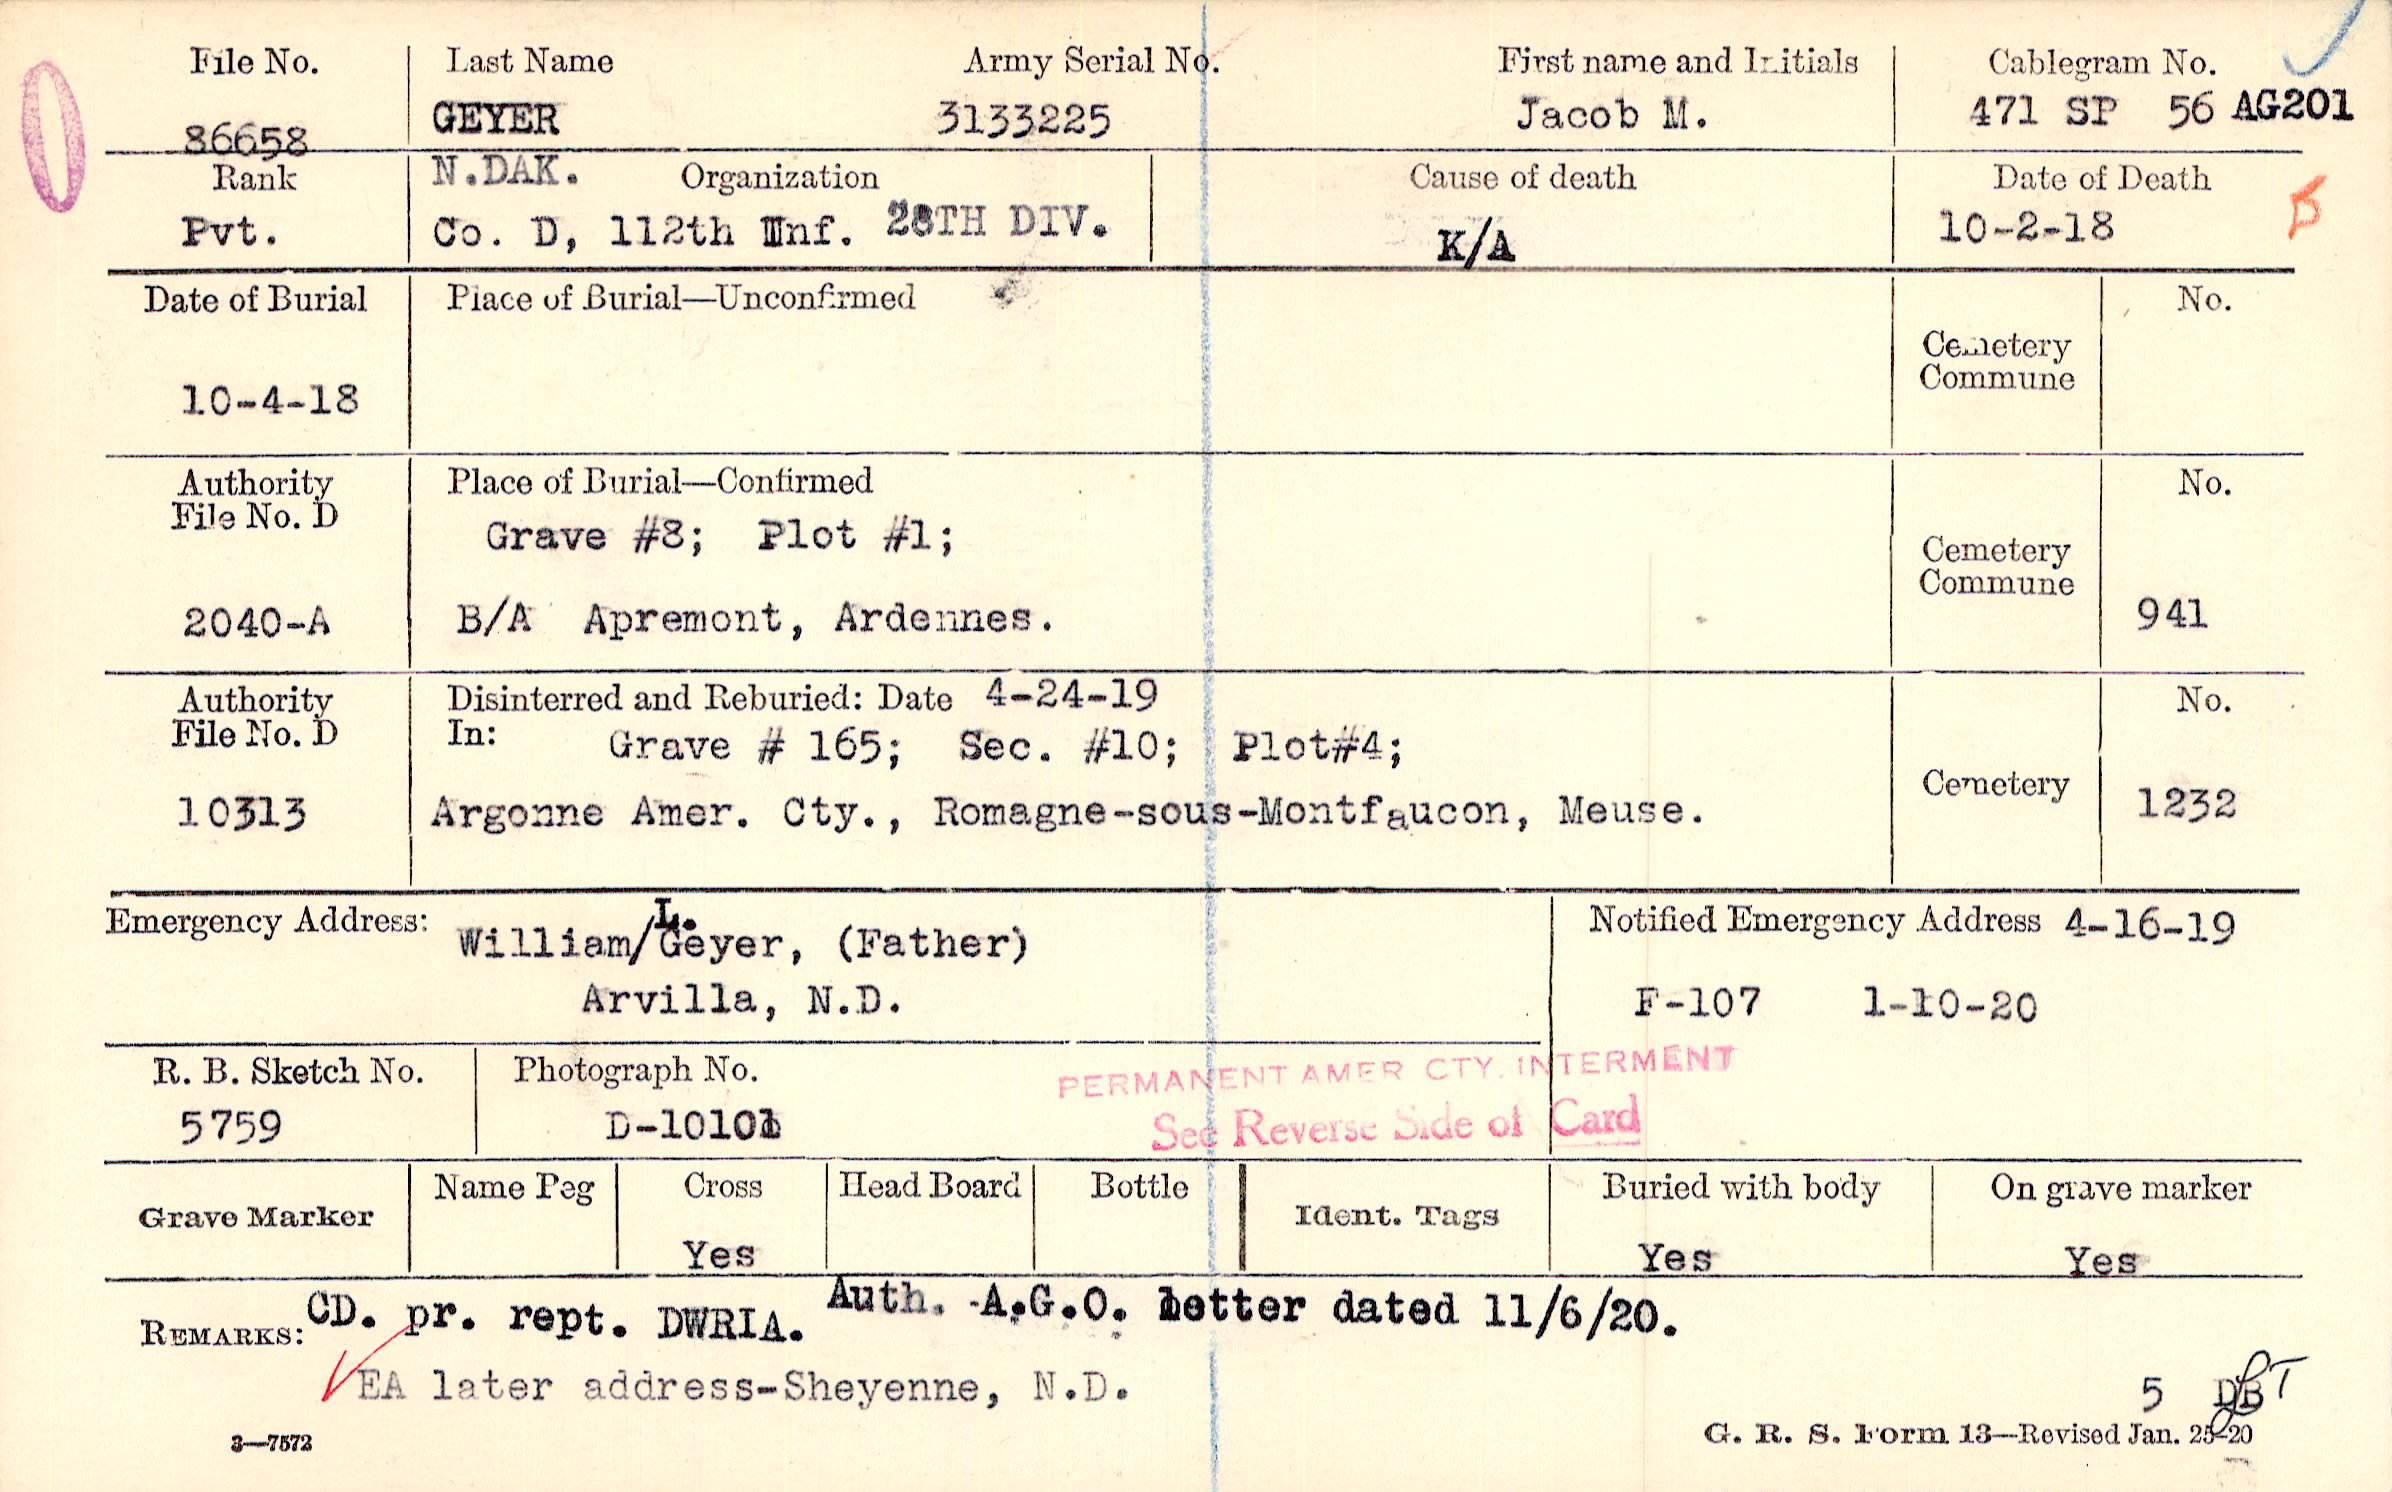 File No. Last Name Army Serial No. First name and Initials Cablegram No.
86658 GEYER 3133225 Jacob M. 471 SP 56 AG201
Rank N.DAK. Organization Cause of death Date of Death
Pvt. Co. D, 112th Inf. 28TH DIV. K/A 10-2-18
B
Date of Burial Place of Burial—Unconfirmed No.
Cemetery
Commune
10-4-18
Authority Place of Burial—Confirmed No.
File No. D
Grave #8; Plot #1;
Cemetery
Commune
2040-A B/A Apremont, Ardennes. 941
Authority Disinterred and Reburied: Date 4-24-19 No.
File No. D In: Grave # 165; Sec. #10; Plot#4;
Cemetery
10313 Argonne Amer. Cty., Romagne-sous-Montfaucon, Meuse. 1232
Emergency Address: William/Geyer, (Father) Notified Emergency Address 4-16-19
L.
Arvilla, N.D. F-107 1-10-20
R. B. Sketch No. Photograph No. PERMANENT AMER CTY. INTERMENT
5759 D-10101 See Reverse Side of Card
Grave Marker Name Peg Cross Head Board Bottle Ident. Tags Buried with body On grave marker
Yes Yes Yes
REMARKS: CD. pr. rept. DWRIA. Auth. A.G.O. letter dated 11/6/20.
EA later address-Sheyenne, N.D.
5
3—7572 G. R. S. Form 13—Revised Jan. 25-20